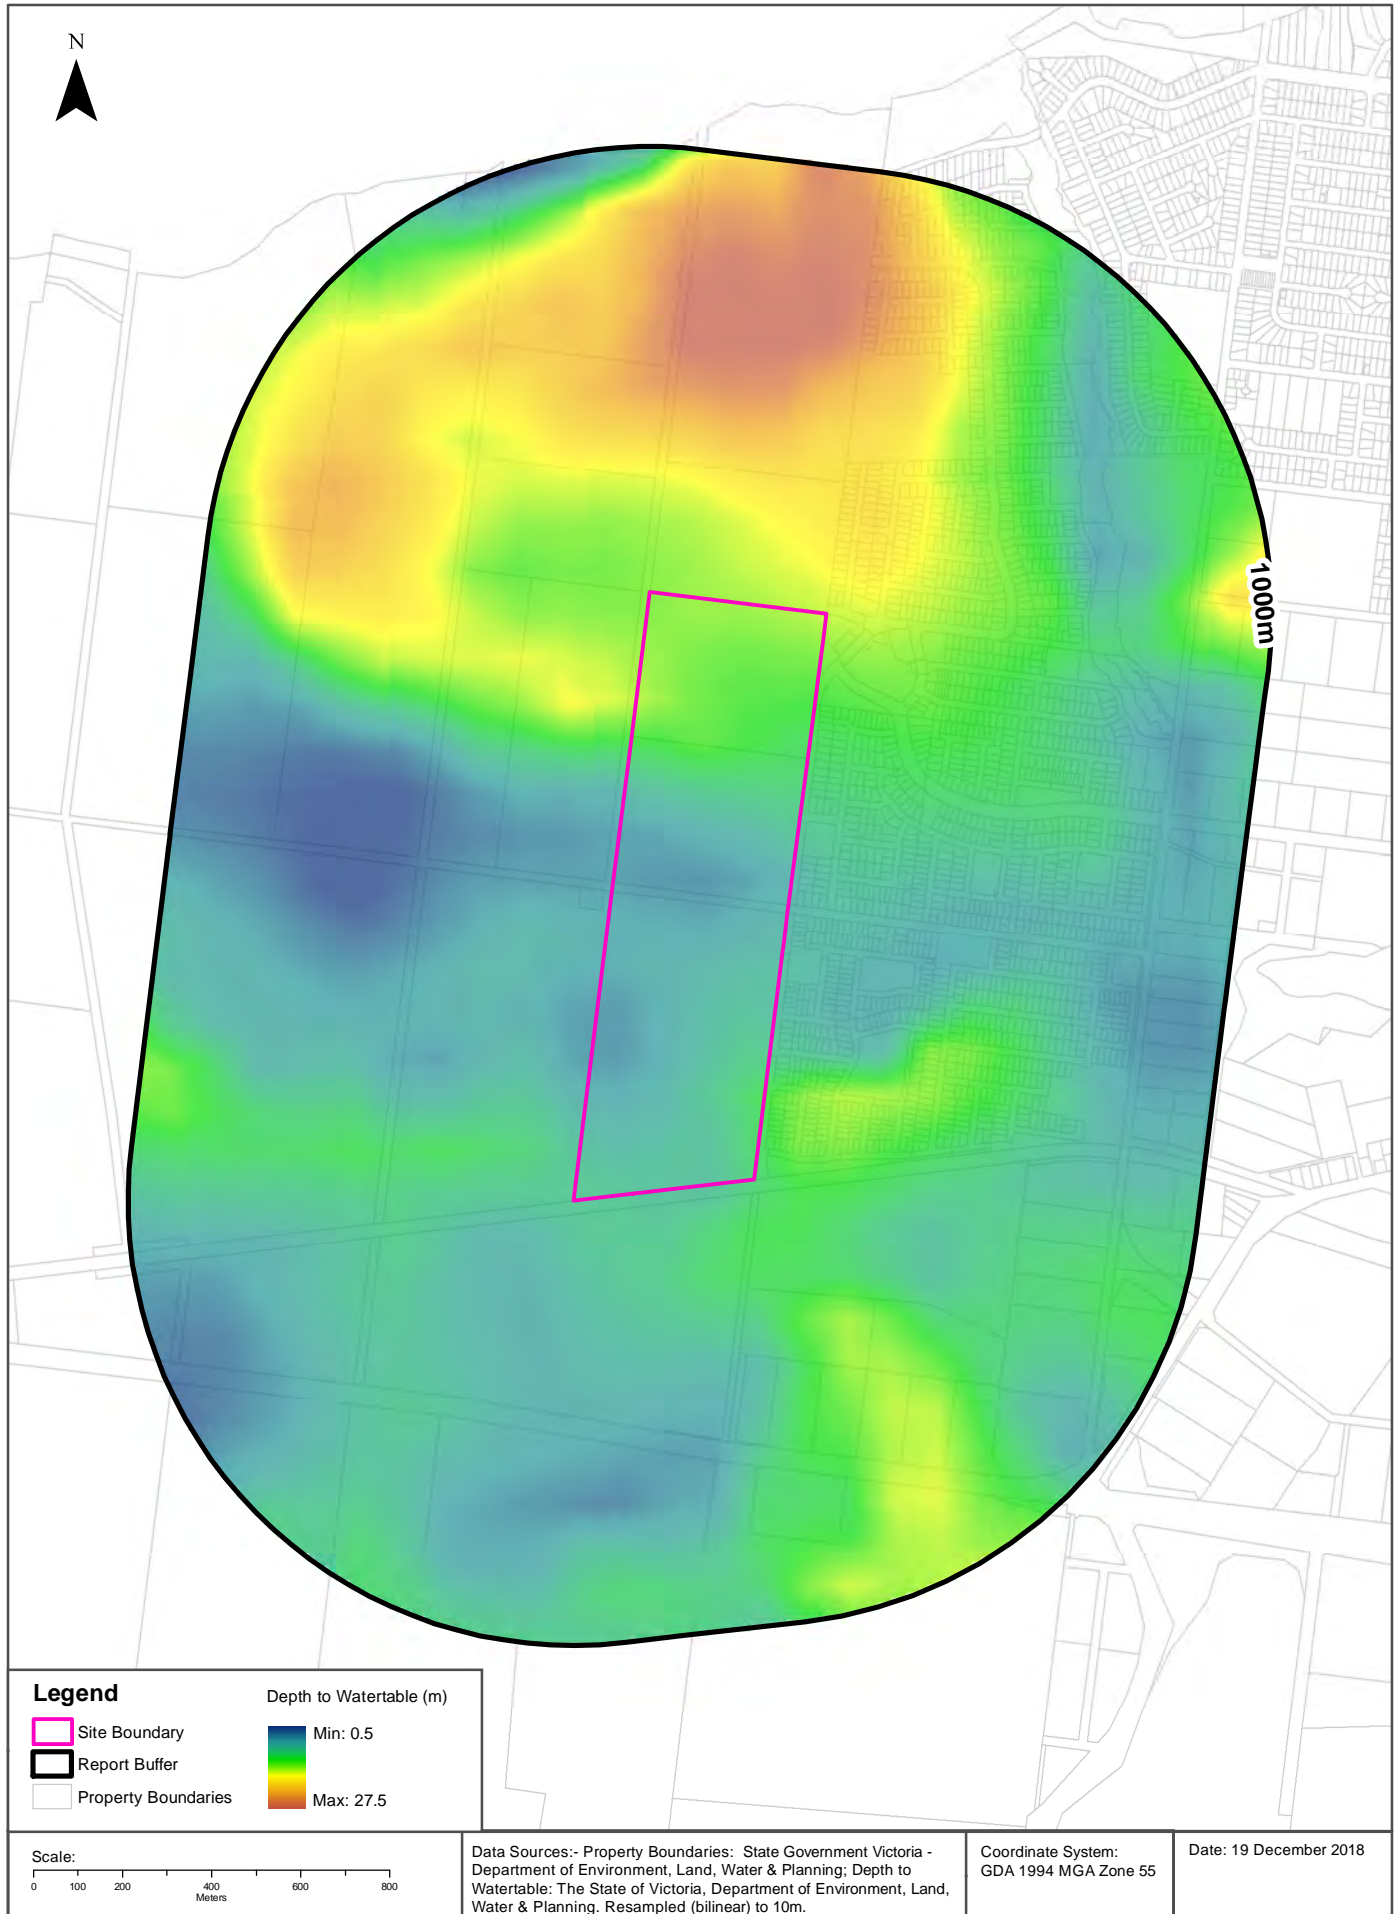 N
1000m
Legend
Site Boundary
Report Buffer
Property Boundaries
Depth to Watertable (m)
Min: 0.5
Max: 27.5
Scale:
0 100 200 400 600 800
Meters
Data Sources:- Property Boundaries: State Government Victoria -
Department of Environment, Land, Water & Planning; Depth to
Watertable: The State of Victoria, Department of Environment, Land,
Water & Planning. Resampled (bilinear) to 10m.
Coordinate System:
GDA 1994 MGA Zone 55
Date: 19 December 2018